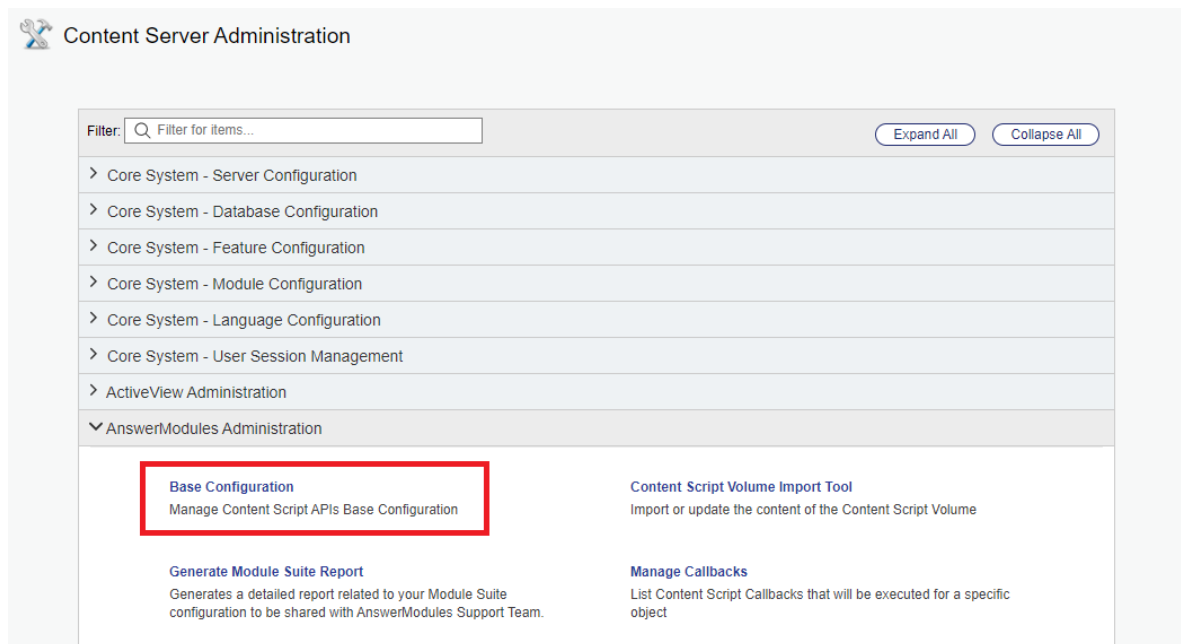 Content Server Administration
Filter: Filter for items...
Expand All
Collapse All
Core System - Server Configuration
Core System - Database Configuration
Core System - Feature Configuration
Core System - Module Configuration
Core System - Language Configuration
Core System - User Session Management
ActiveView Administration
AnswerModules Administration
Base Configuration
Manage Content Script APIs Base Configuration
Content Script Volume Import Tool
Import or update the content of the Content Script Volume
Generate Module Suite Report
Generates a detailed report related to your Module Suite
configuration to be shared with AnswerModules Support Team.
Manage Callbacks
List Content Script Callbacks that will be executed for a specific
object